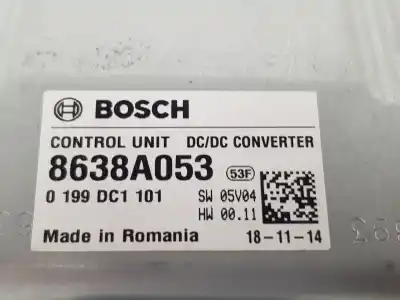 BOSCH
CONTROL UNIT DC/DC CONVERTER
8638A053 53F
0 199 DC1 101 SW 05V04
HW 00.11
Made in Romania 18-11-14